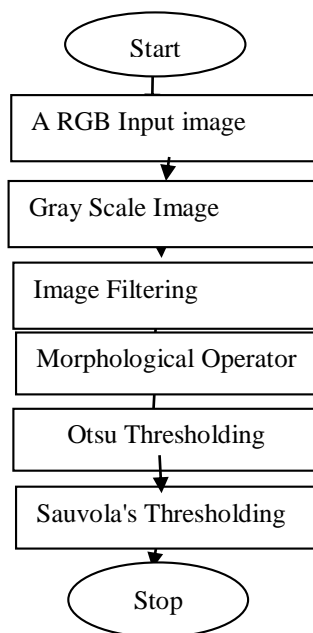 Start
A RGB Input image
Gray Scale Image
Image Filtering
Morphological Operator
Otsu Thresholding
Sauvola's Thresholding
Stop